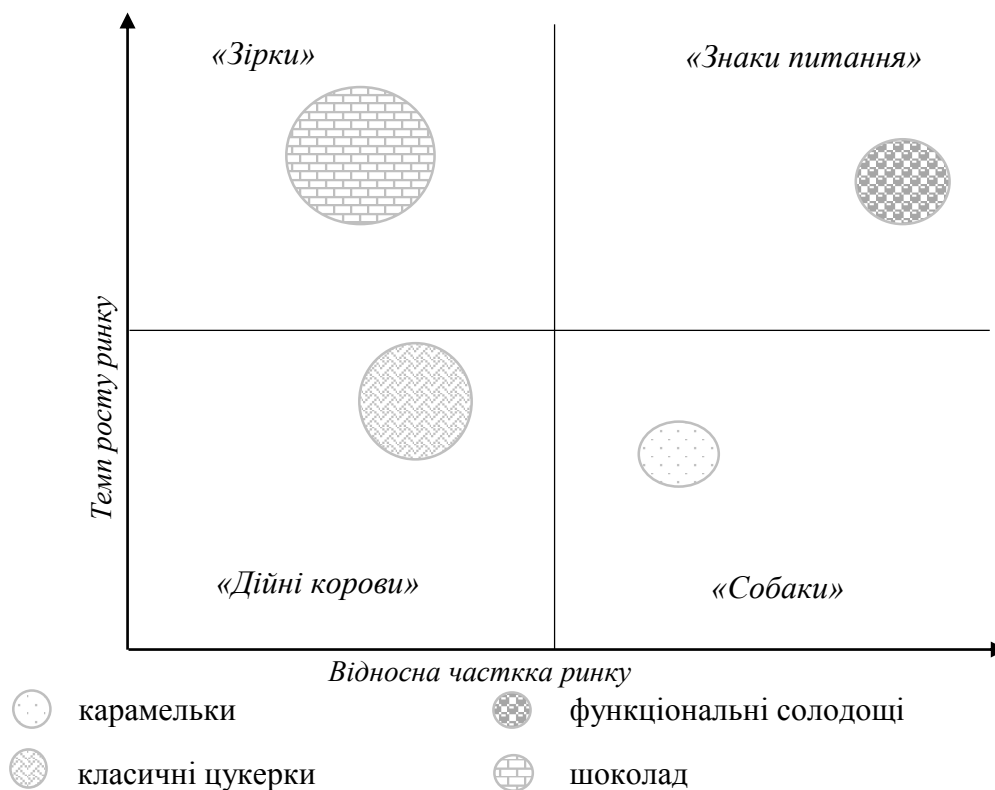 «Зірки»
«Знаки питання»
Темп росту ринку
«Дійні корови»
«Собаки»
Відносна часткка ринку
карамельки
функціональні солодощі
класичні цукерки
шоколад